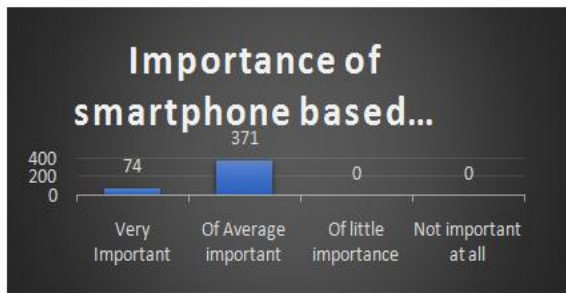 Importance of
smartphone based...
400
200
0
74
371
0
0
Very
Important
Of Average
important
Of little
importance
Not important
at all